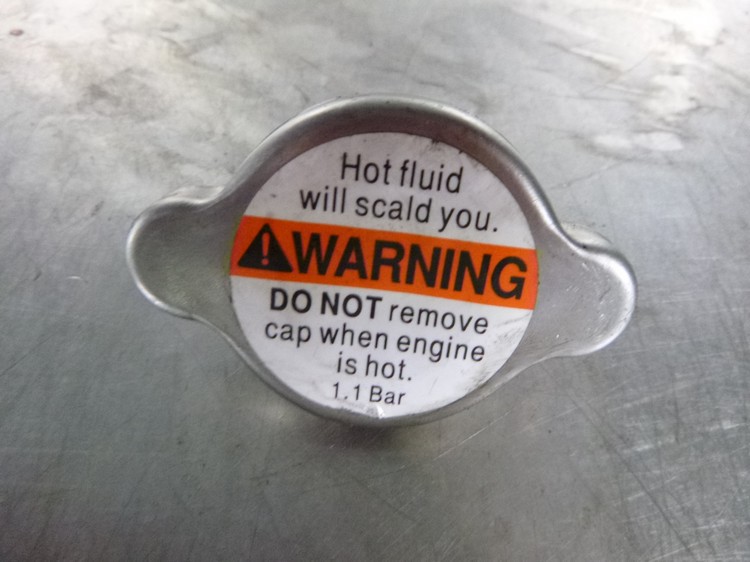 Hot fluid
will scald you.
WARNING
DO NOT remove
cap when engine
is hot.
1.1 Bar